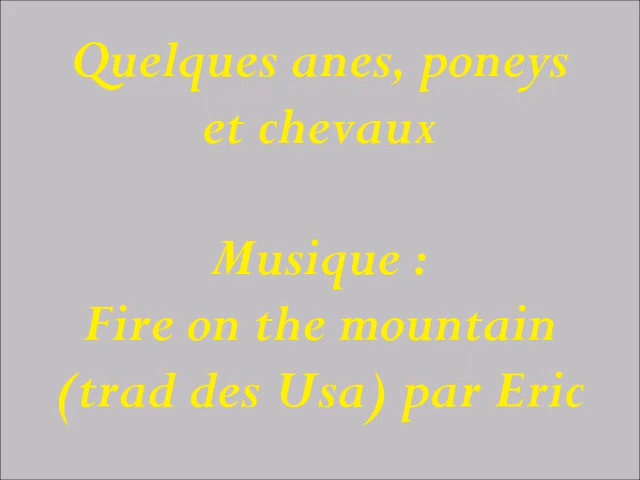 Quelques anes, poneys
et chevaux
Musique :
Fire on the mountain
(trad des Usa) par Eric